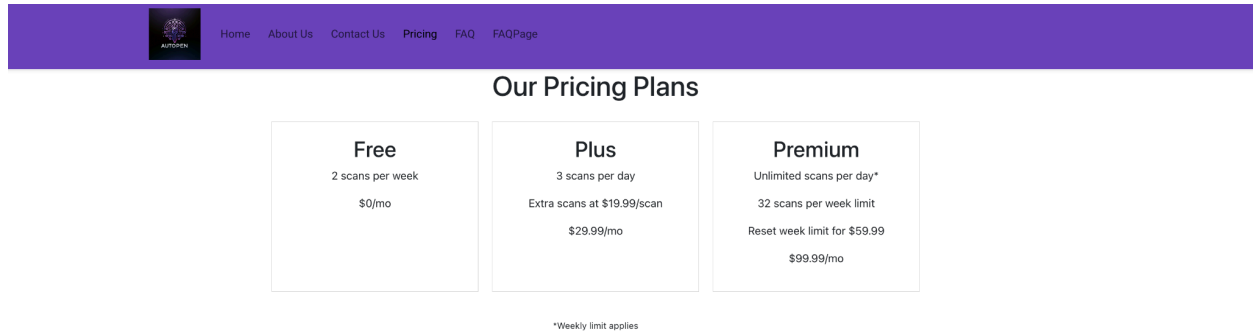 AUTOPEN
Home About Us Contact Us Pricing FAQ FAQPage
Our Pricing Plans
Free
2 scans per week
$0/mo
Plus
3 scans per day
Extra scans at $19.99/scan
$29.99/mo
Premium
Unlimited scans per day*
32 scans per week limit
Reset week limit for $59.99
$99.99/mo
*Weekly limit applies